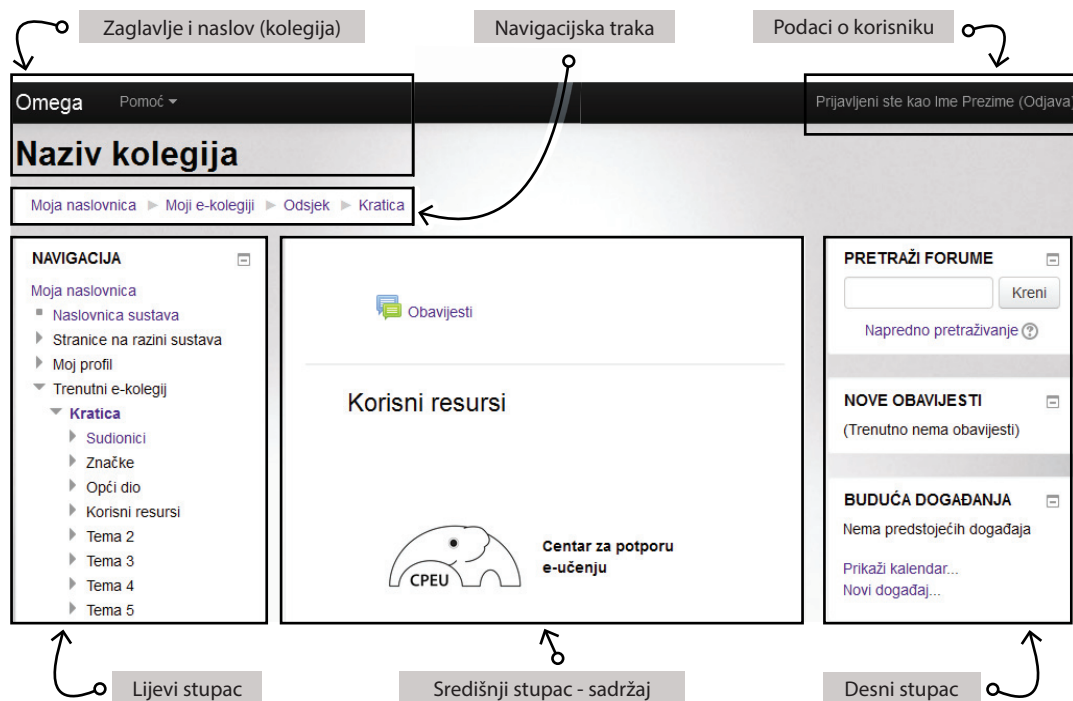 Zaglavlje i naslov (kolegija)
Navigacijska traka
Podaci o korisniku
Omega
Pomoć
Prijavljeni ste kao Ime Prezime (Odjava)
Naziv kolegija
Moja naslovnica
Moji e-kolegiji
Odsjek
Kratica
NAVIGACIJA
Moja naslovnica
Naslovnica sustava
Stranice na razini sustava
Moj profil
Trenutni e-kolegij
Kratica
Sudionici
Značke
Opći dio
Korisni resursi
Tema 2
Tema 3
Tema 4
Tema 5
Obavijesti
Korisni resursi
CPEU
Centar za potporu
e-učenju
PRETRAŽI FORUME
Kreni
Napredno pretraživanje ?
NOVE OBAVIJESTI
(Trenutno nema obavijesti)
BUDUĆA DOGAĐANJA
Nema predstojećih događaja
Prikaži kalendar...
Novi događaj...
Lijevi stupac
Središnji stupac - sadržaj
Desni stupac